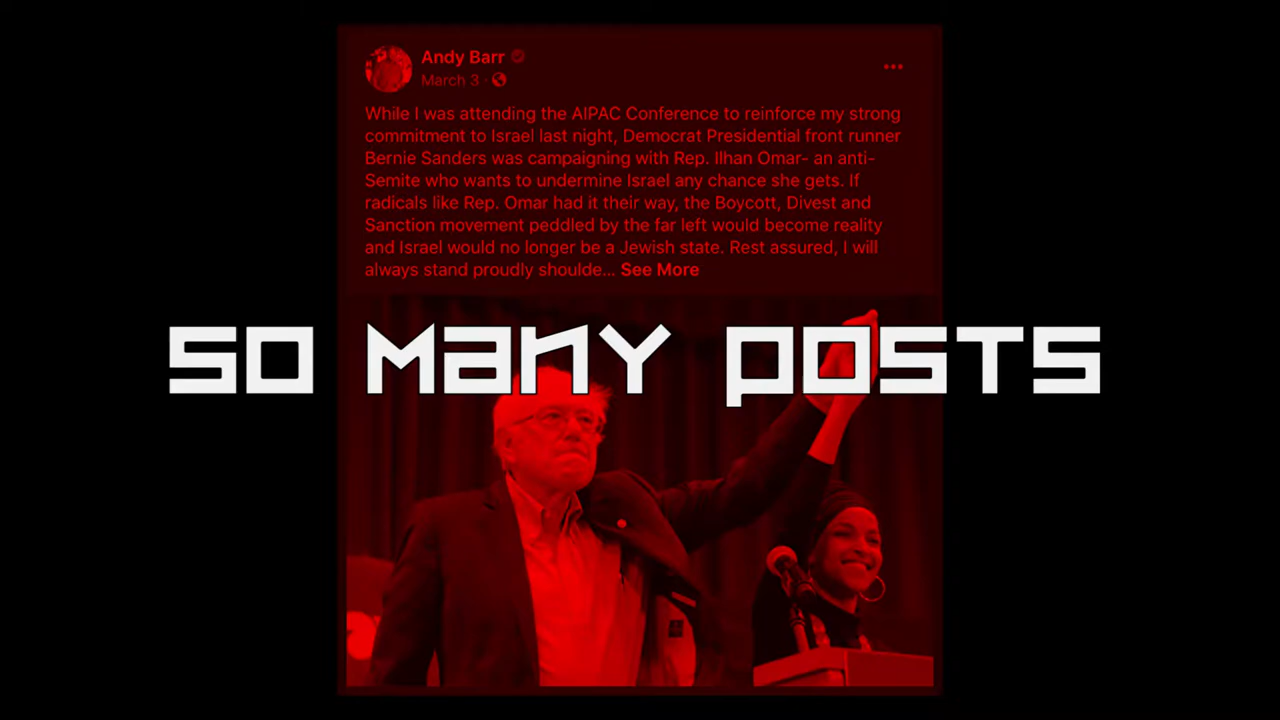 Andy Barr
March 3 ·
While I was attending the AIPAC Conference to reinforce my strong
commitment to Israel last night, Democrat Presidential front runner
Bernie Sanders was campaigning with Rep. Ilhan Omar- an anti-
Semite who wants to undermine Israel any chance she gets. If
radicals like Rep. Omar had it their way, the Boycott, Divest and
Sanction movement peddled by the far left would become reality
and Israel would no longer be a Jewish state. Rest assured, I will
always stand proudly shoulde... See More
SO MANY POSTS